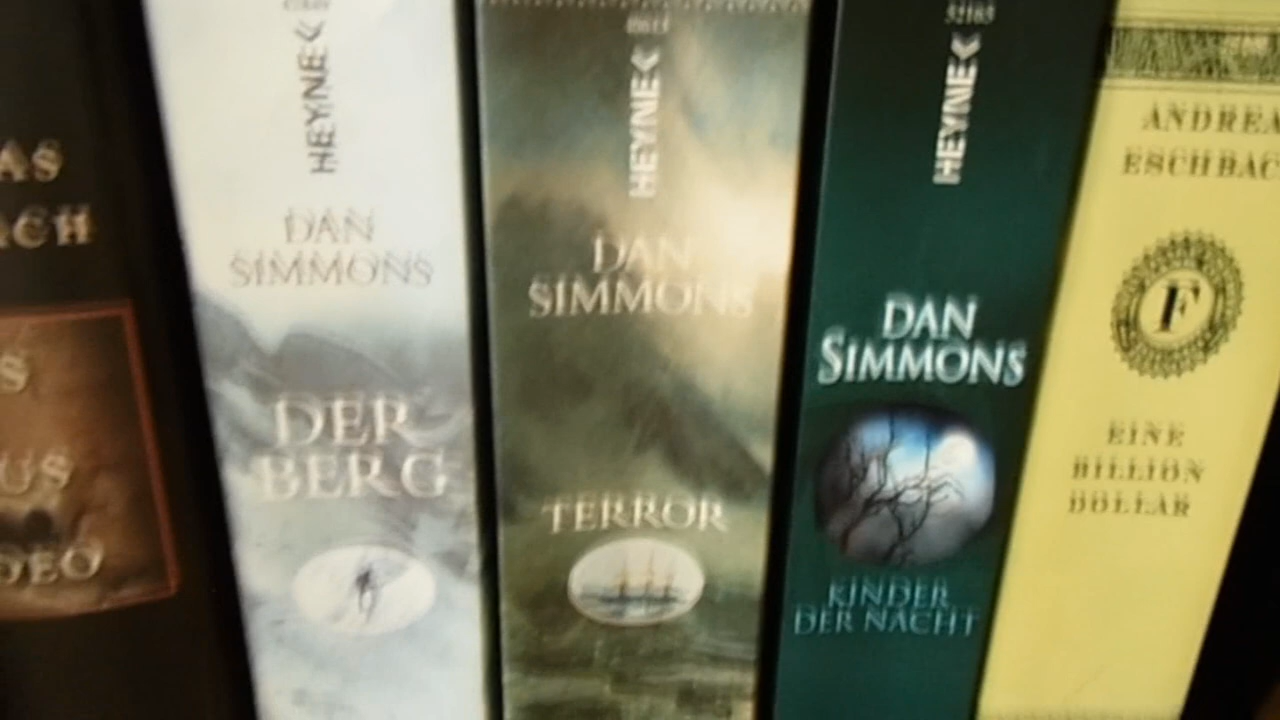 AS
ACH
S
US
DEO
HEYNE<
DAN
SIMMONS
DER
BERG
HEYNE<
DAN
SIMMONS
TERROR
52165
HEYNE<
DAN
SIMMONS
KINDER
DER NACHT
ANDREA
ESCHBAC
F
EINE
BILLION
DOLLAR